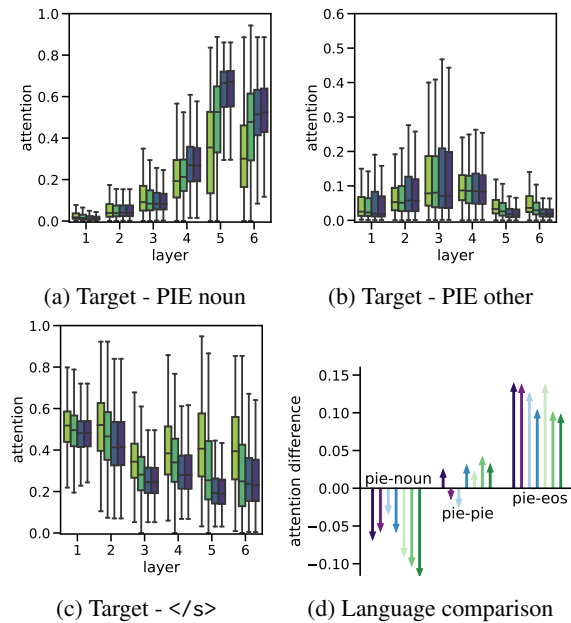 1.0
0.8
0.6
0.4
0.2
0.0
attention
1 2 3 4 5 6
layer
(a) Target - PIE noun
0.6
0.5
0.4
0.3
0.2
0.1
0.0
attention
1 2 3 4 5 6
layer
(b) Target - PIE other
1.0
0.8
0.6
0.4
0.2
0.0
attention
1 2 3 4 5 6
layer
(c) Target - </s>
0.15
0.10
0.05
0.00
−0.05
−0.10
attention difference
pie-noun
pie-pie
pie-eos
(d) Language comparison